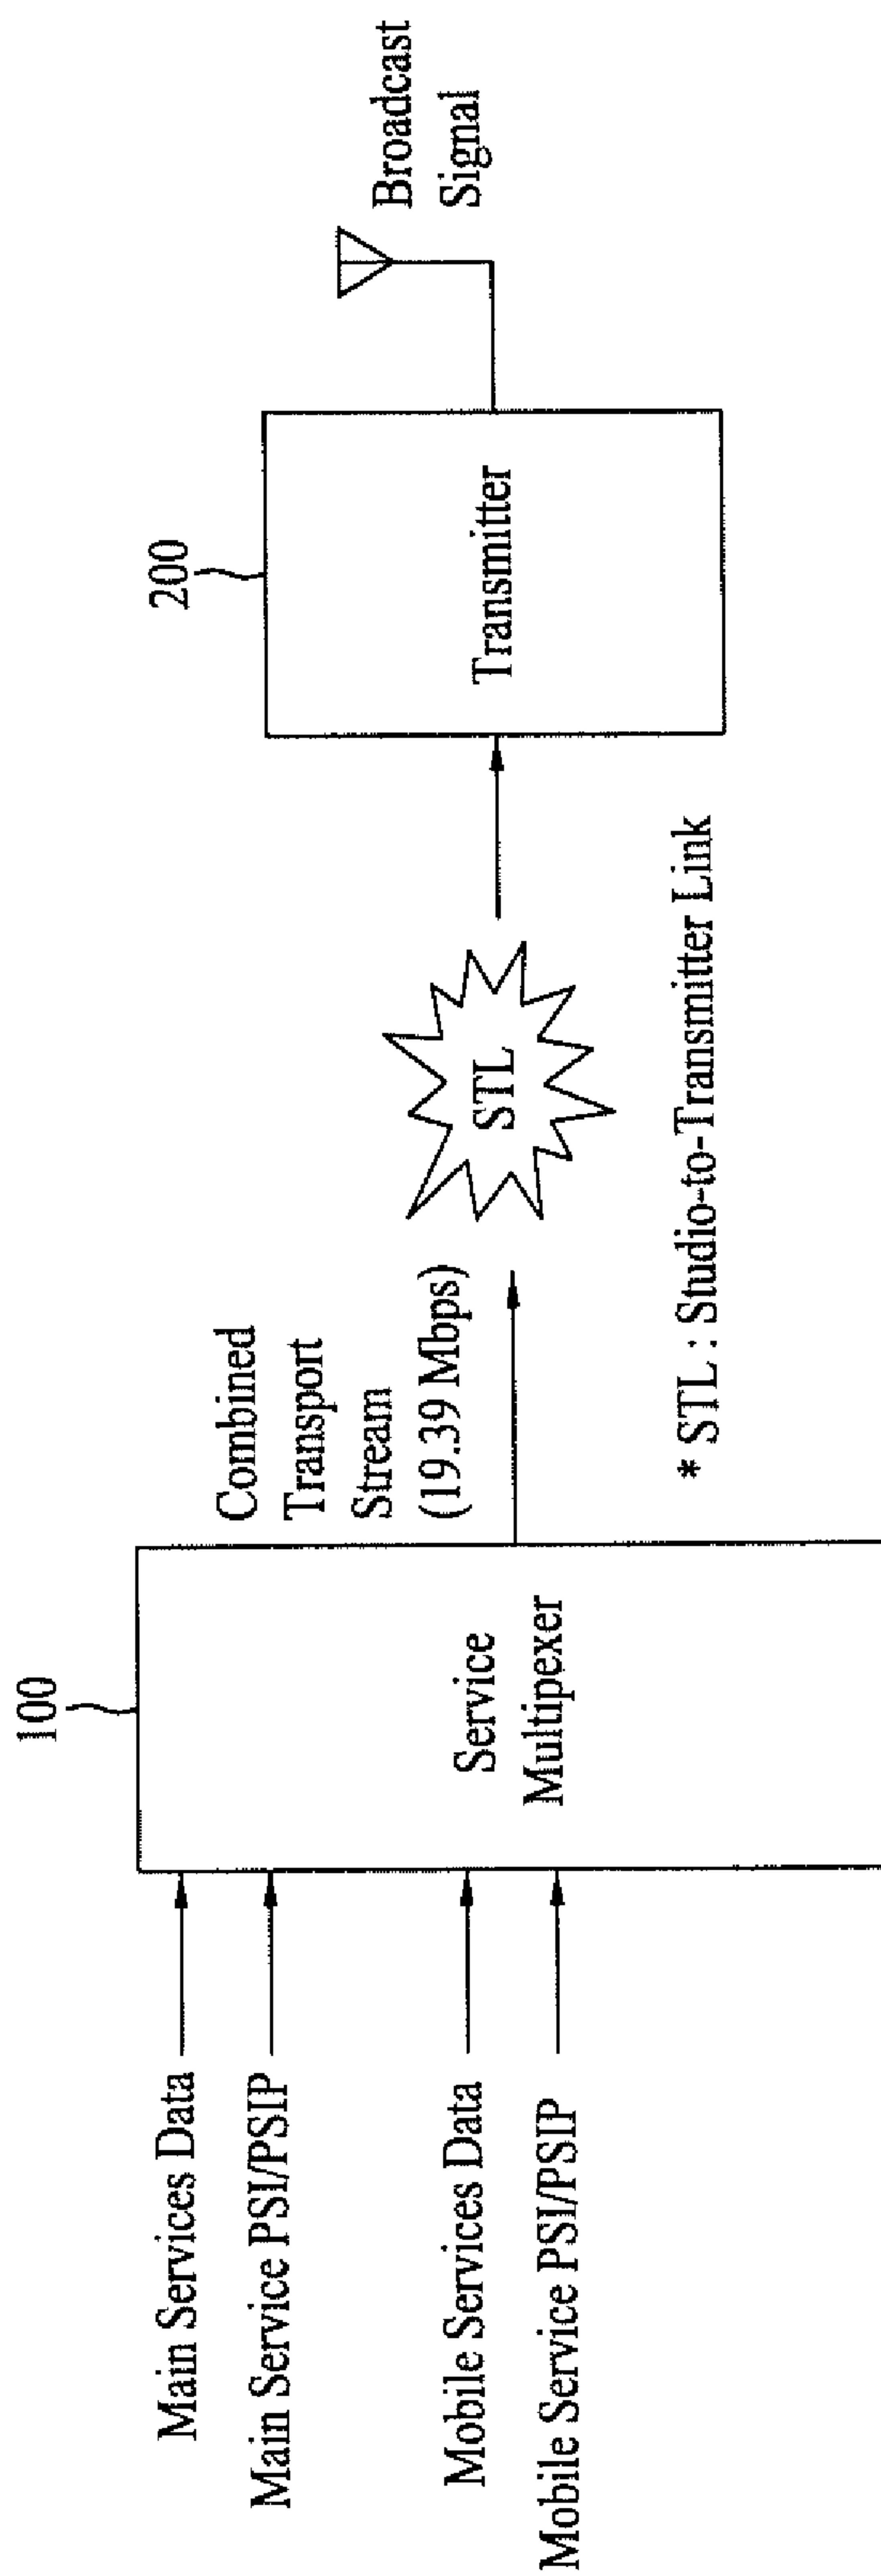 Main Services Data
Main Service PSI/PSIP
Mobile Services Data
Mobile Service PSI/PSIP
100
Service
Multipexer
Combined
Transport
Stream
(19.39 Mbps)
STL
200
Transmitter
Broadcast
Signal
* STL : Studio-to-Transmitter Link